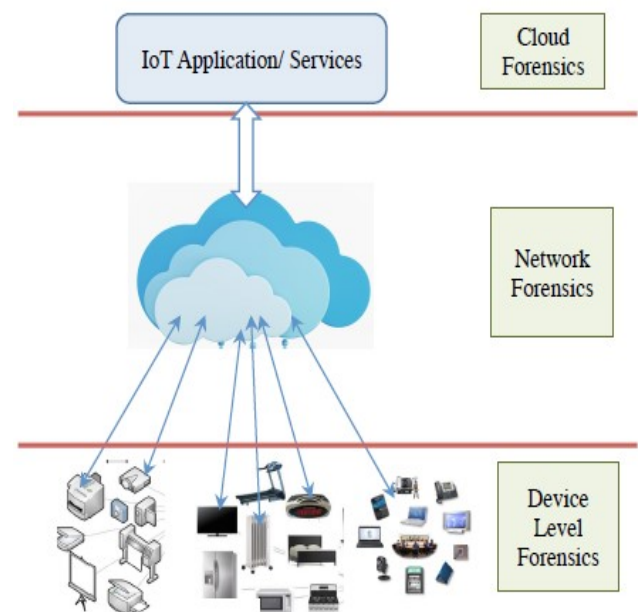 IoT Application/ Services
Cloud
Forensics
Network
Forensics
Device
Level
Forensics